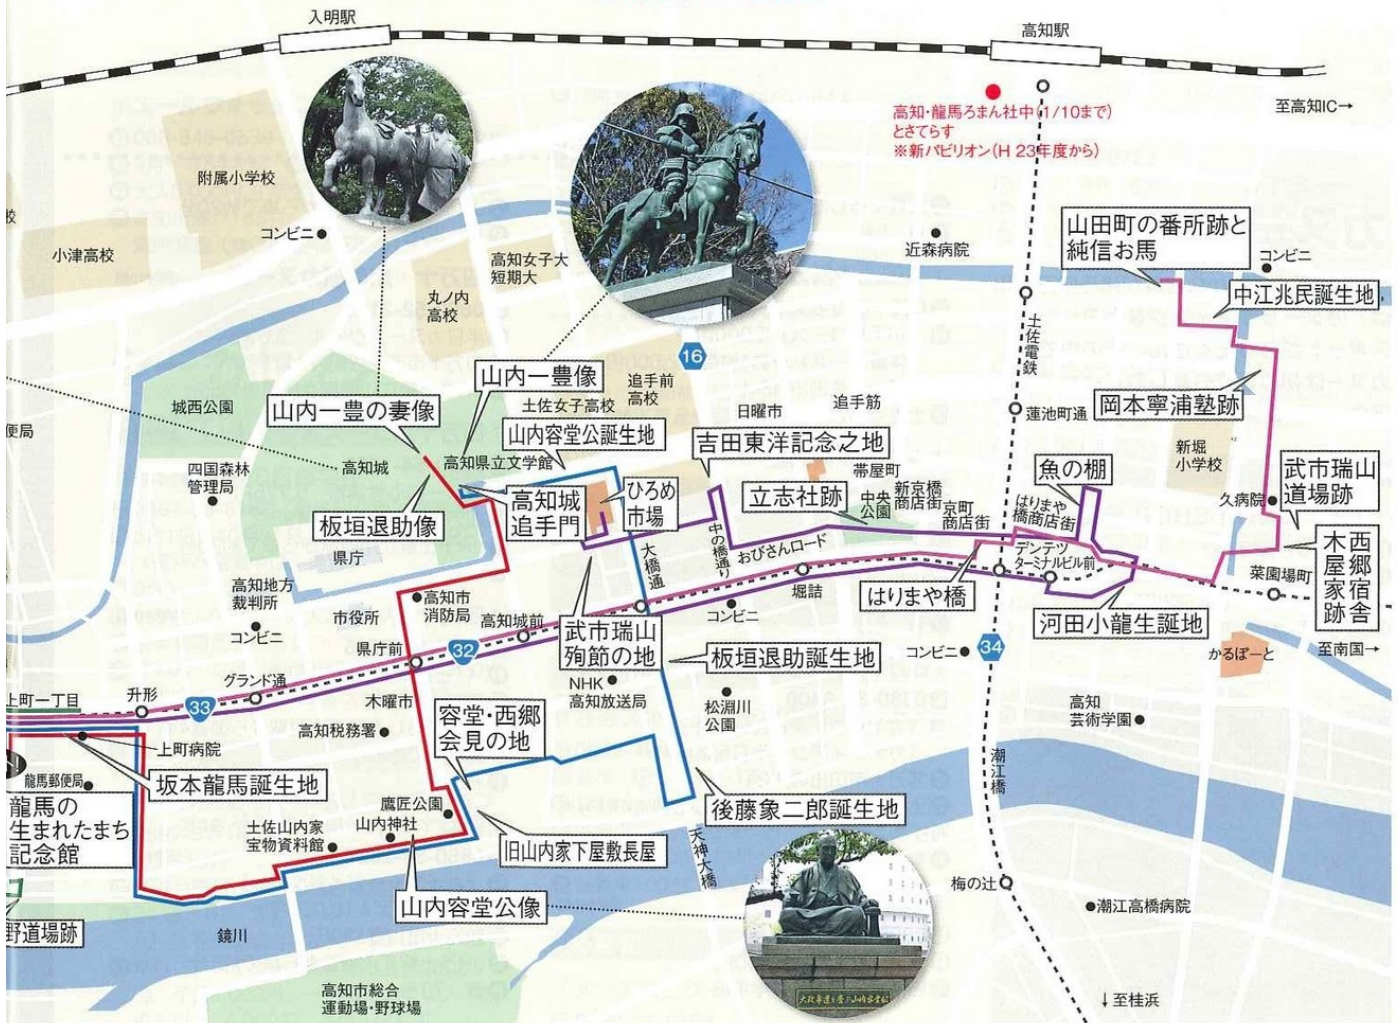 入明駅
高知駅
高知・龍馬ろまん社中(1/10まで)
とさてらす
※新パビリオン(H 23年度から)
至高知IC→
附属小学校
校
コンビニ
小津高校
高知女子大
短期大
丸ノ内
高校
近森病院
山田町の番所跡と
純信お馬
コンビニ
中江兆民誕生地
土佐電鉄
16
山内一豊像
追手前
高校
土佐女子高校
日曜市
追手筋
蓮池町通
岡本寧浦塾跡
城西公園
山内一豊の妻像
山内容堂公誕生地
吉田東洋記念之地
新堀
小学校
便局
四国森林
管理局
高知城
高知県立文学館
帯屋町
魚の棚
武市瑞山
道場跡
板垣退助像
高知城
追手門
ひろめ
市場
立志社跡
中央
公園
新京橋
商店街
京町
商店街
はりまや
橋商店街
久病院
県庁
大橋通
中の橋通り
おびさんロード
デンテツ
ターミナルビル前
西郷宿舎
木屋家跡
高知地方
裁判所
高知市
消防局
堀詰
はりまや橋
菜園場町
コンビニ
市役所
高知城前
武市瑞山
殉節の地
コンビニ
河田小龍生誕地
県庁前
32
板垣退助誕生地
コンビニ
34
かるぽーと
至南国→
上町一丁目
升形
グランド通
33
木曜市
NHK
高知放送局
松淵川
公園
高知
芸術学園
高知税務署
容堂・西郷
会見の地
上町病院
潮江橋
龍馬郵便局
坂本龍馬誕生地
龍馬の
生まれたまち
記念館
鷹匠公園
山内神社
後藤象二郎誕生地
土佐山内家
宝物資料館
旧山内家下屋敷長屋
天神大橋
山内容堂公像
梅の辻
潮江高橋病院
野道場跡
鏡川
高知市総合
運動場・野球場
↓至桂浜